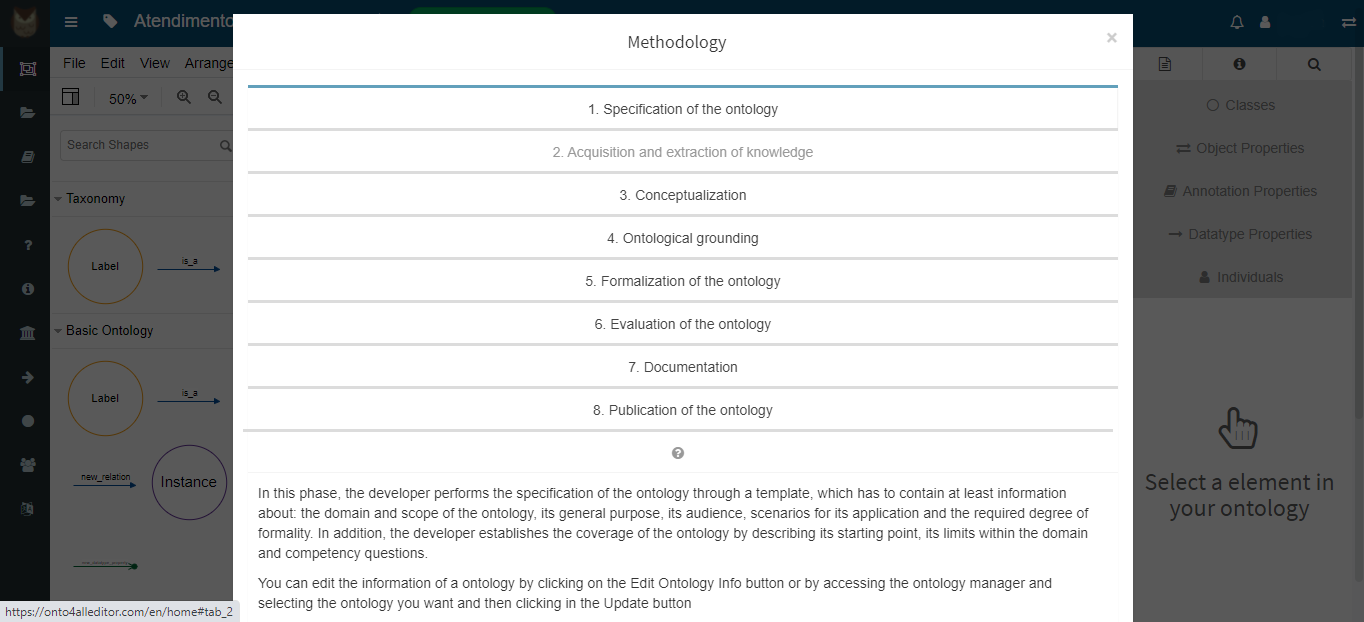 Atendimento
Methodology
×
File Edit View Arrange
50%
Search Shapes
Taxonomy
Label
is_a
Basic Ontology
Label
is_a
new_relation
Instance
1. Specification of the ontology
2. Acquisition and extraction of knowledge
3. Conceptualization
4. Ontological grounding
5. Formalization of the ontology
6. Evaluation of the ontology
7. Documentation
8. Publication of the ontology
In this phase, the developer performs the specification of the ontology through a template, which has to contain at least information
about: the domain and scope of the ontology, its general purpose, its audience, scenarios for its application and the required degree of
formality. In addition, the developer establishes the coverage of the ontology by describing its starting point, its limits within the domain
and competency questions.
You can edit the information of a ontology by clicking on the Edit Ontology Info button or by accessing the ontology manager and
selecting the ontology you want and then clicking in the Update button
Classes
Object Properties
Annotation Properties
Datatype Properties
Individuals
Select a element in
your ontology
https://onto4alleditor.com/en/home#tab_2